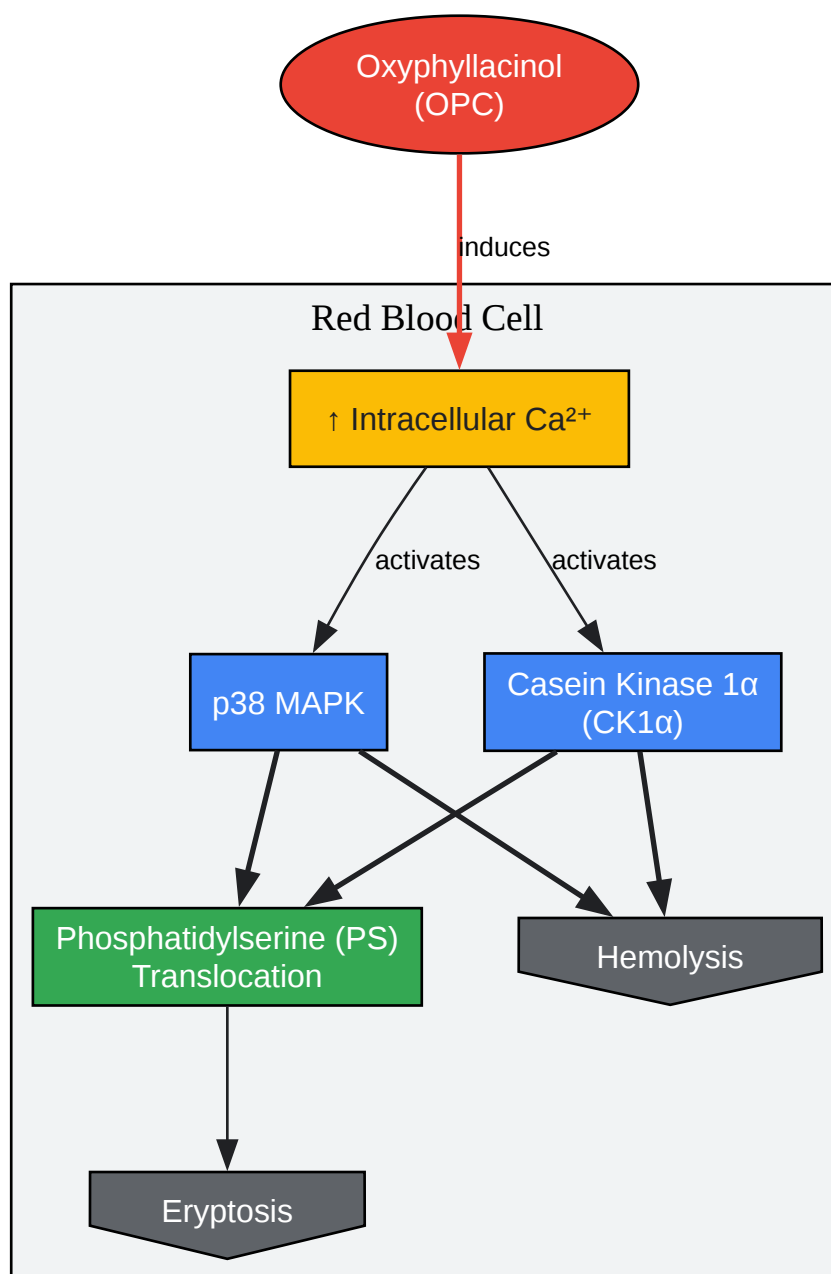 Oxyphyllacinol
(OPC)
induces
Red Blood Cell
↑ Intracellular Ca²⁺
activates
activates
p38 MAPK
Casein Kinase 1α
(CK1α)
Phosphatidylserine (PS)
Translocation
Hemolysis
Eryptosis